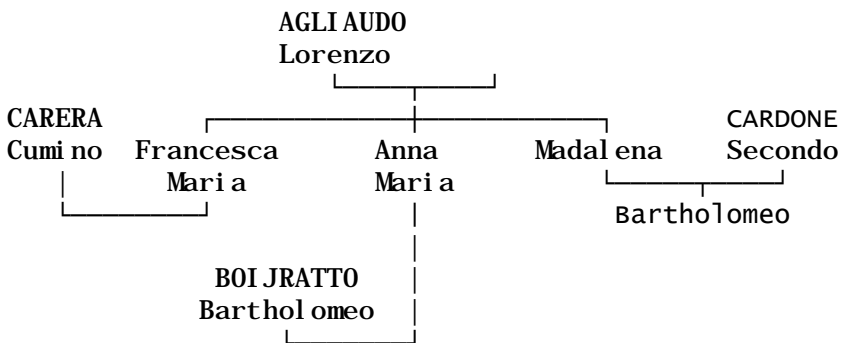 AGLIAUDO
Lorenzo
CARERA CARDONE
Cumino Francesca Anna Madalena Secondo
Maria Maria
Bartholomeo
BOIJRATTO
Bartholomeo